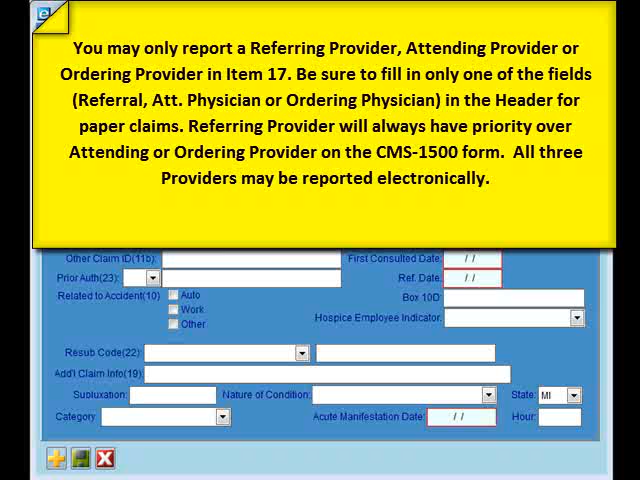 You may only report a Referring Provider, Attending Provider or
Ordering Provider in Item 17. Be sure to fill in only one of the fields
(Referral, Att. Physician or Ordering Physician) in the Header for
paper claims. Referring Provider will always have priority over
Attending or Ordering Provider on the CMS-1500 form. All three
Providers may be reported electronically.
Other Claim ID(11b): First Consulted Date: / /
Prior Auth(23): Ref. Date: / /
Related to Accident(10) Auto Box 10D:
Work
Other Hospice Employee Indicator:
Resub Code(22):
Add'l Claim Info(19):
Subluxation: Nature of Condition: State: MI
Category Acute Manifestation Date: / / Hour: